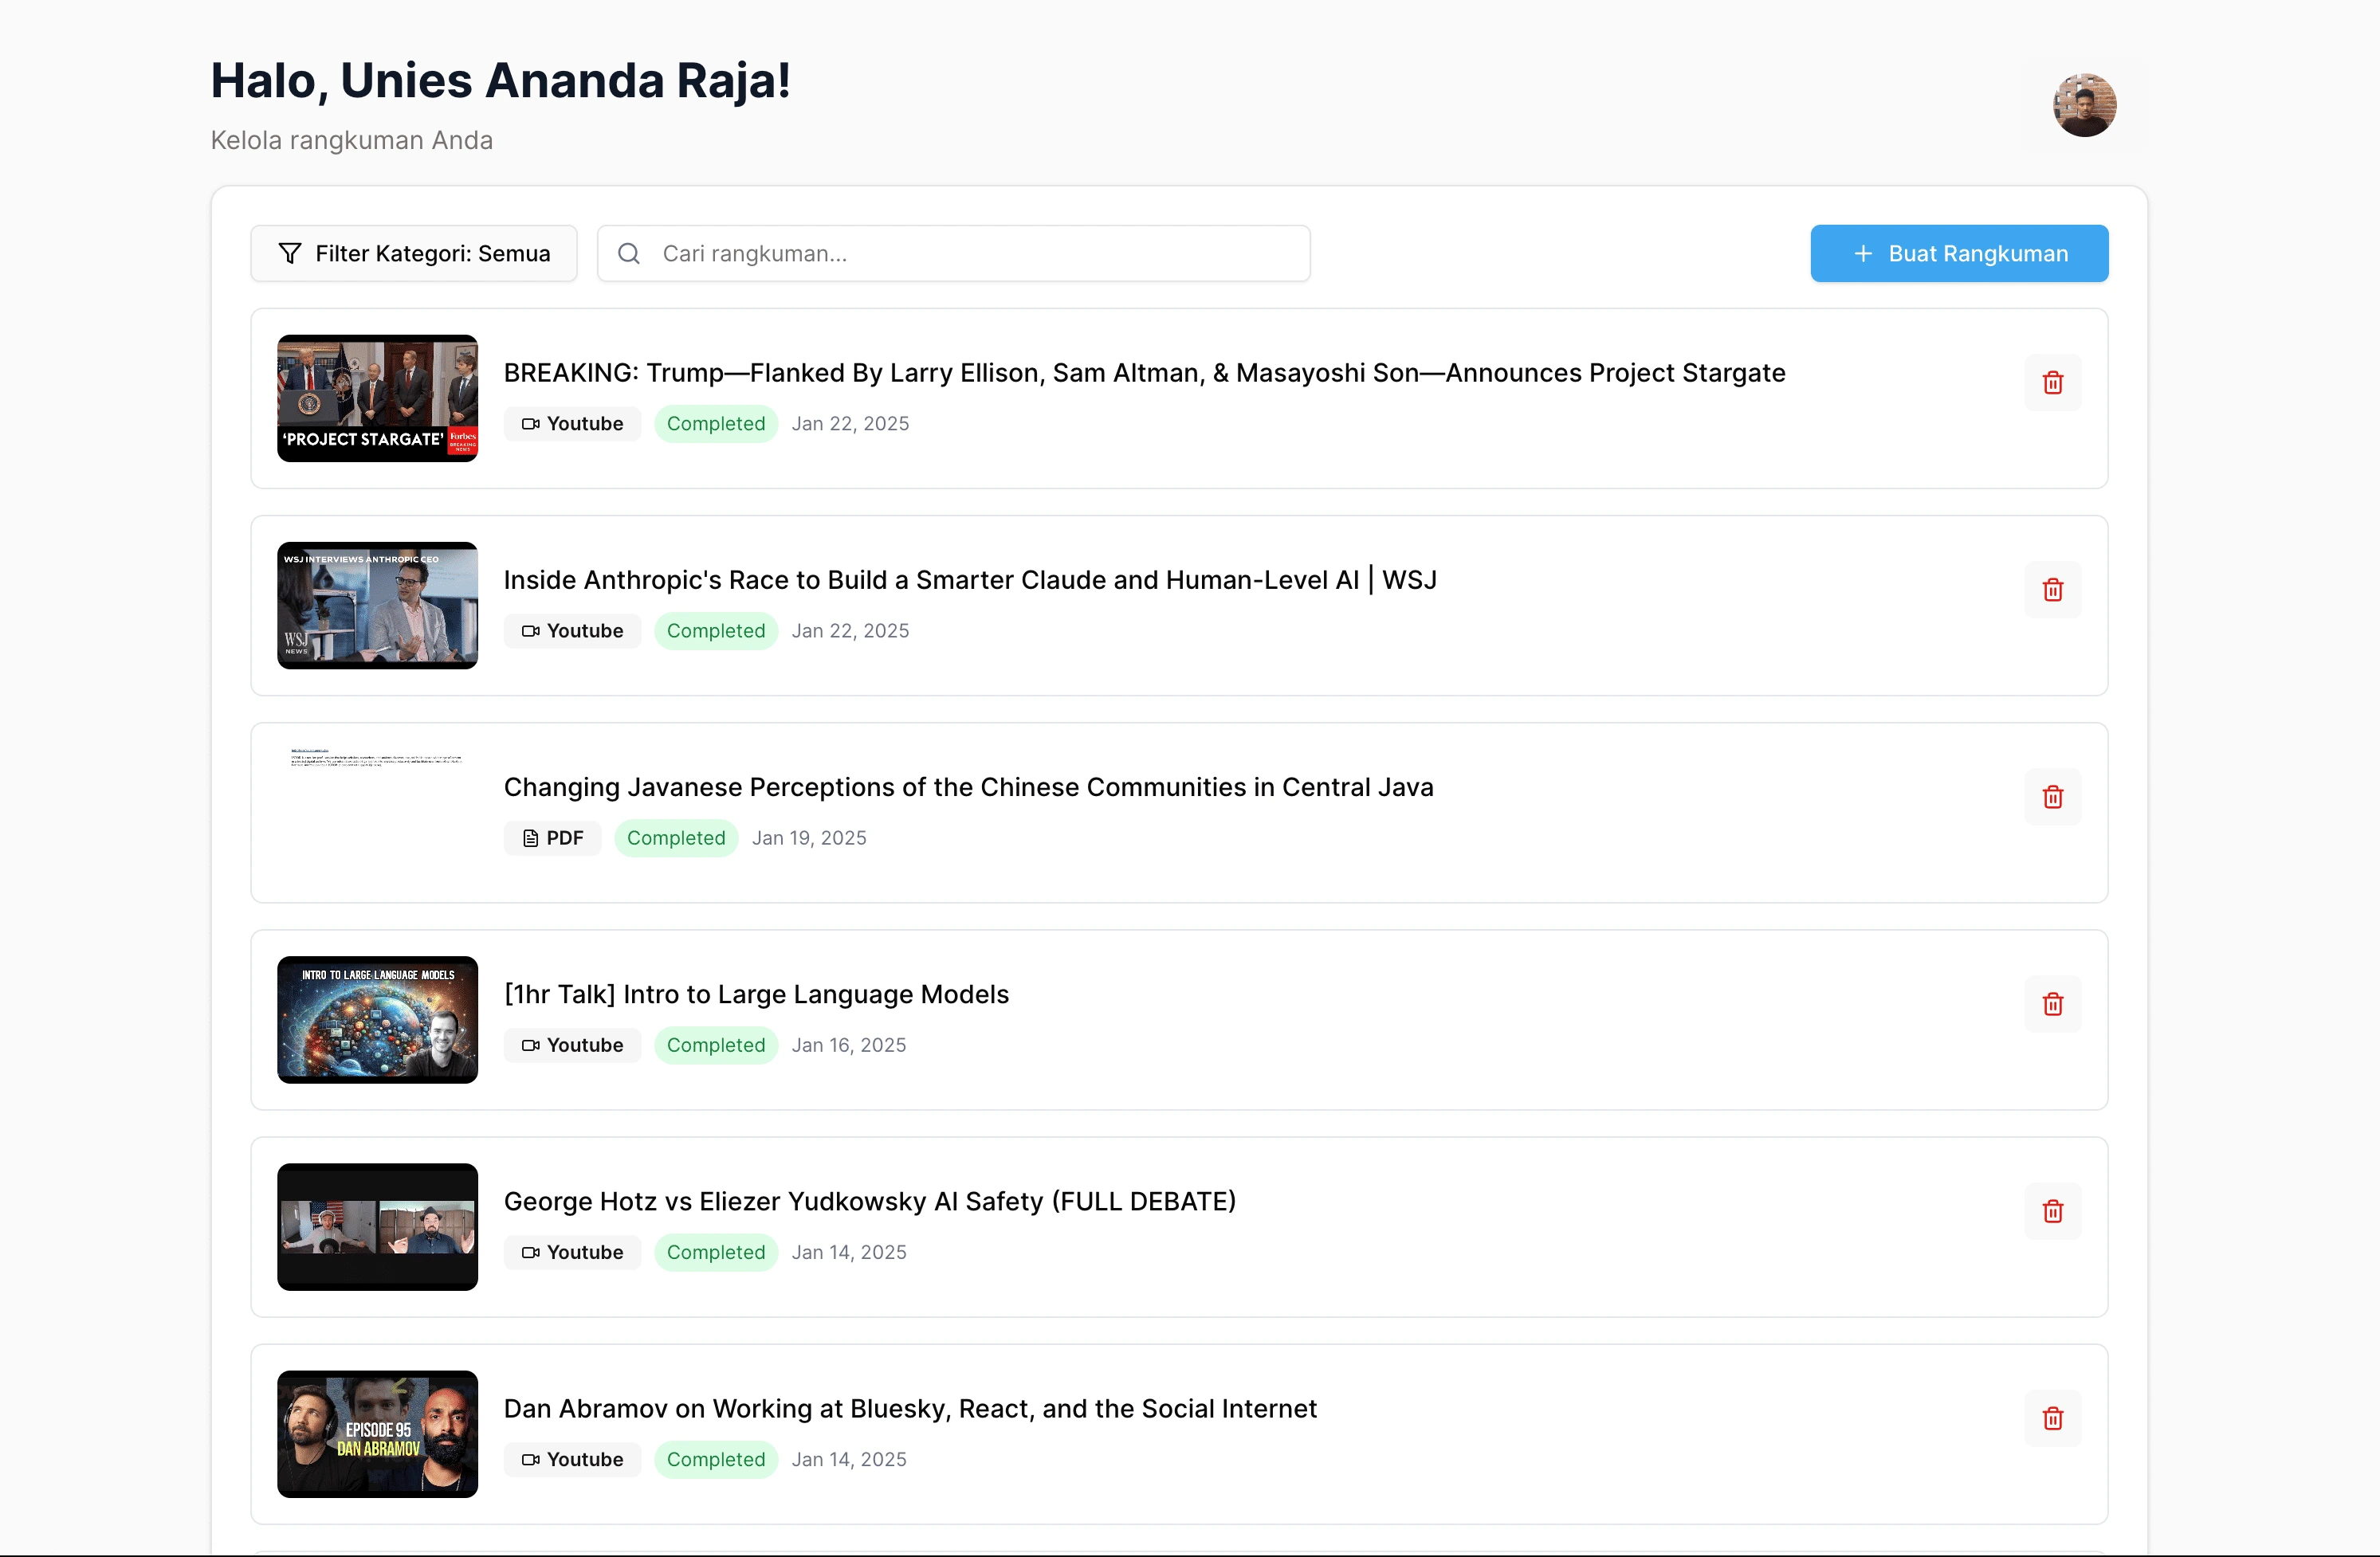 Halo, Unies Ananda Raja!
Kelola rangkuman Anda
Filter Kategori: Semua
Cari rangkuman...
+ Buat Rangkuman
'PROJECT STARGATE'
Forbes
BREAKING
NEWS
BREAKING: Trump—Flanked By Larry Ellison, Sam Altman, & Masayoshi Son—Announces Project Stargate
Youtube Completed Jan 22, 2025
WSJ INTERVIEWS ANTHROPIC CEO
WSJ
NEWS
Inside Anthropic's Race to Build a Smarter Claude and Human-Level AI | WSJ
Youtube Completed Jan 22, 2025
Changing Javanese Perceptions of the Chinese Communities in Central Java
PDF Completed Jan 19, 2025
INTRO TO LARGE LANGUAGE MODELS
[1hr Talk] Intro to Large Language Models
Youtube Completed Jan 16, 2025
George Hotz vs Eliezer Yudkowsky AI Safety (FULL DEBATE)
Youtube Completed Jan 14, 2025
EPISODE 95
DAN ABRAMOV
Dan Abramov on Working at Bluesky, React, and the Social Internet
Youtube Completed Jan 14, 2025